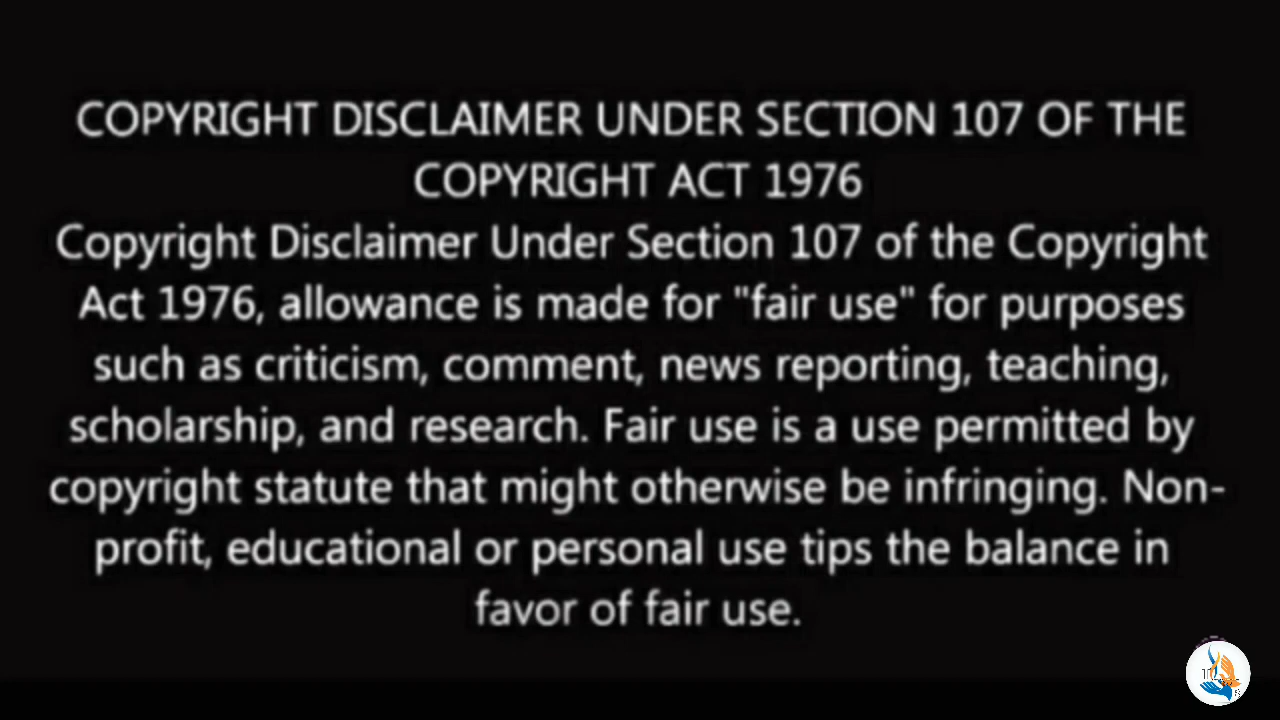 COPYRIGHT DISCLAIMER UNDER SECTION 107 OF THE
COPYRIGHT ACT 1976
Copyright Disclaimer Under Section 107 of the Copyright
Act 1976, allowance is made for "fair use" for purposes
such as criticism, comment, news reporting, teaching,
scholarship, and research. Fair use is a use permitted by
copyright statute that might otherwise be infringing. Non-
profit, educational or personal use tips the balance in
favor of fair use.